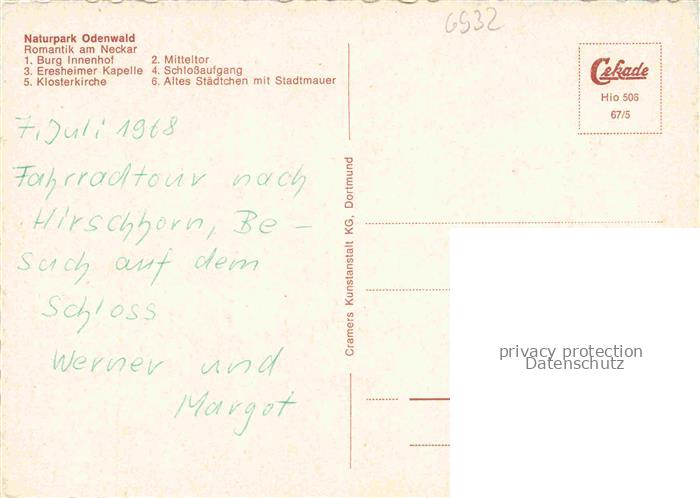 6932
Naturpark Odenwald
Romantik am Neckar
1. Burg Innenhof 2. Mitteltor
3. Eresheimer Kapelle 4. Schloßaufgang
5. Klosterkirche 6. Altes Städtchen mit Stadtmauer
Cekade
Hio 506
67/5
7. Juli 1968
Fahrradtour nach
Hirschhorn, Be-
such auf dem
Schloss
Werner und
Margot
Cramers Kunstanstalt KG, Dortmund
privacy protection
Datenschutz